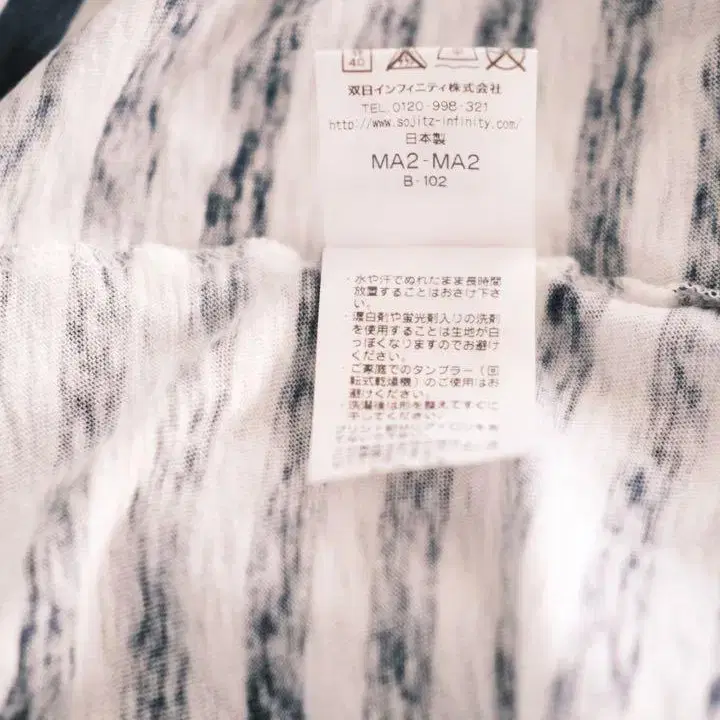 40
双日インフィニティ株式会社
TEL.0120-998-321
http://www.sojitz-infinity.com/
日本製
MA2-MA2
B-102
・水や汗でぬれたまま長時間
放置することはおさけ下さ
い。
・漂白剤や蛍光剤入りの洗剤
を使用することは生地が白
っぽくなりますのでお避け
ください。
・ご家庭でのタンブラー(回
転式乾燥機)のご使用はお
避けください。
・洗濯後は形を整えてすぐに
干してください。